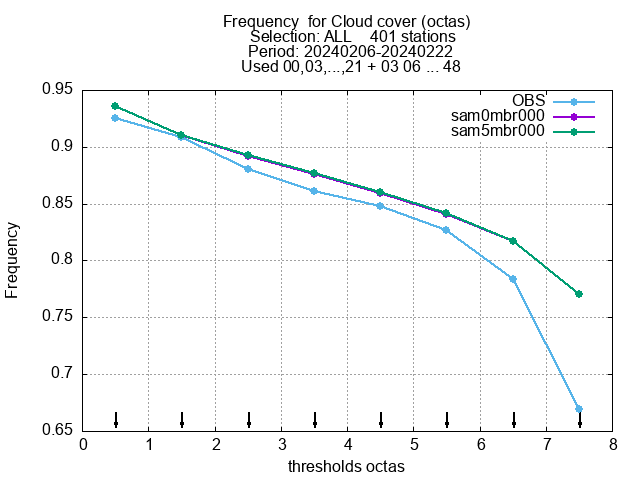 Frequency  for Cloud cover (octas)
Selection: ALL    401 stations
Period: 20240206-20240222
Used 00,03,...,21 + 03 06 ... 48
OBS
sam0mbr000
sam5mbr000
0.95
0.9
0.85
0.8
0.75
0.7
0.65
Frequency
0 1 2 3 4 5 6 7 8
thresholds octas